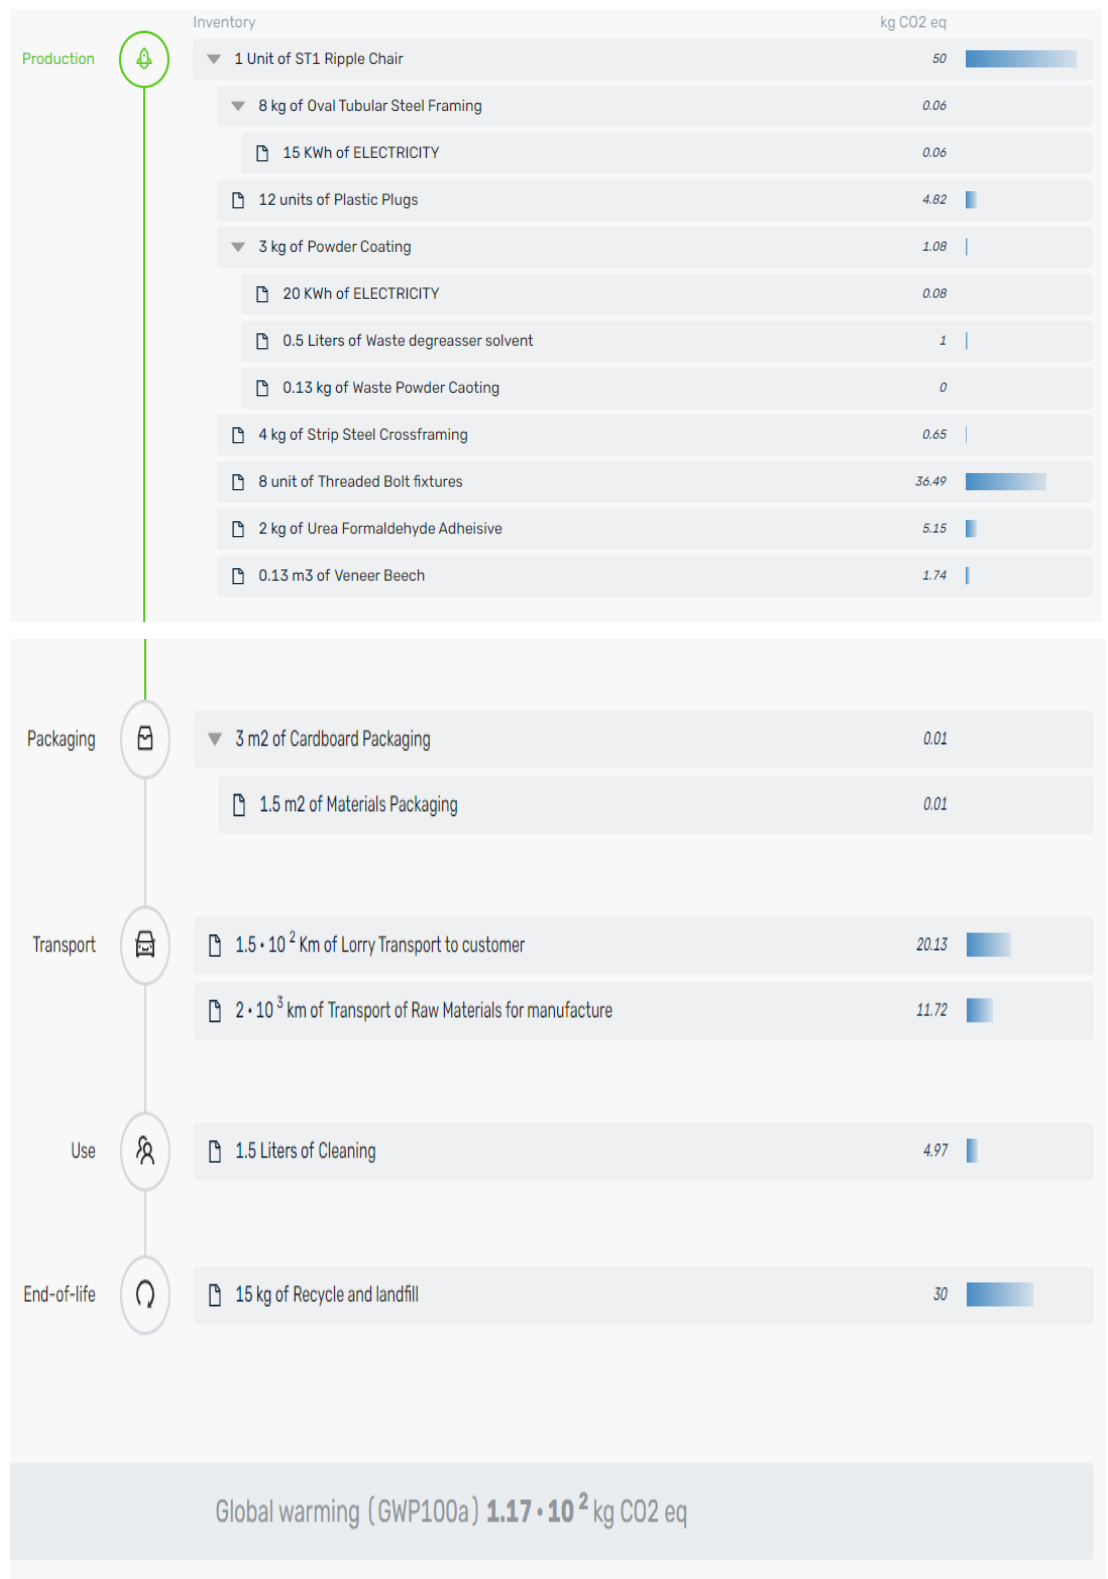 Inventory kg CO2 eq
Production 1 Unit of ST1 Ripple Chair 50
8 kg of Oval Tubular Steel Framing 0.06
15 KWh of ELECTRICITY 0.06
12 units of Plastic Plugs 4.82
3 kg of Powder Coating 1.08
20 KWh of ELECTRICITY 0.08
0.5 Liters of Waste degreasser solvent 1
0.13 kg of Waste Powder Caoting 0
4 kg of Strip Steel Crossframing 0.65
8 unit of Threaded Bolt fixtures 36.49
2 kg of Urea Formaldehyde Adheisive 5.15
0.13 m3 of Veneer Beech 1.74
Packaging 3 m2 of Cardboard Packaging 0.01
1.5 m2 of Materials Packaging 0.01
Transport 1.5 • 10 2 Km of Lorry Transport to customer 20.13
2 • 10 3 km of Transport of Raw Materials for manufacture 11.72
Use 1.5 Liters of Cleaning 4.97
End-of-life 15 kg of Recycle and landfill 30
Global warming (GWP100a) 1.17 • 10 2 kg CO2 eq